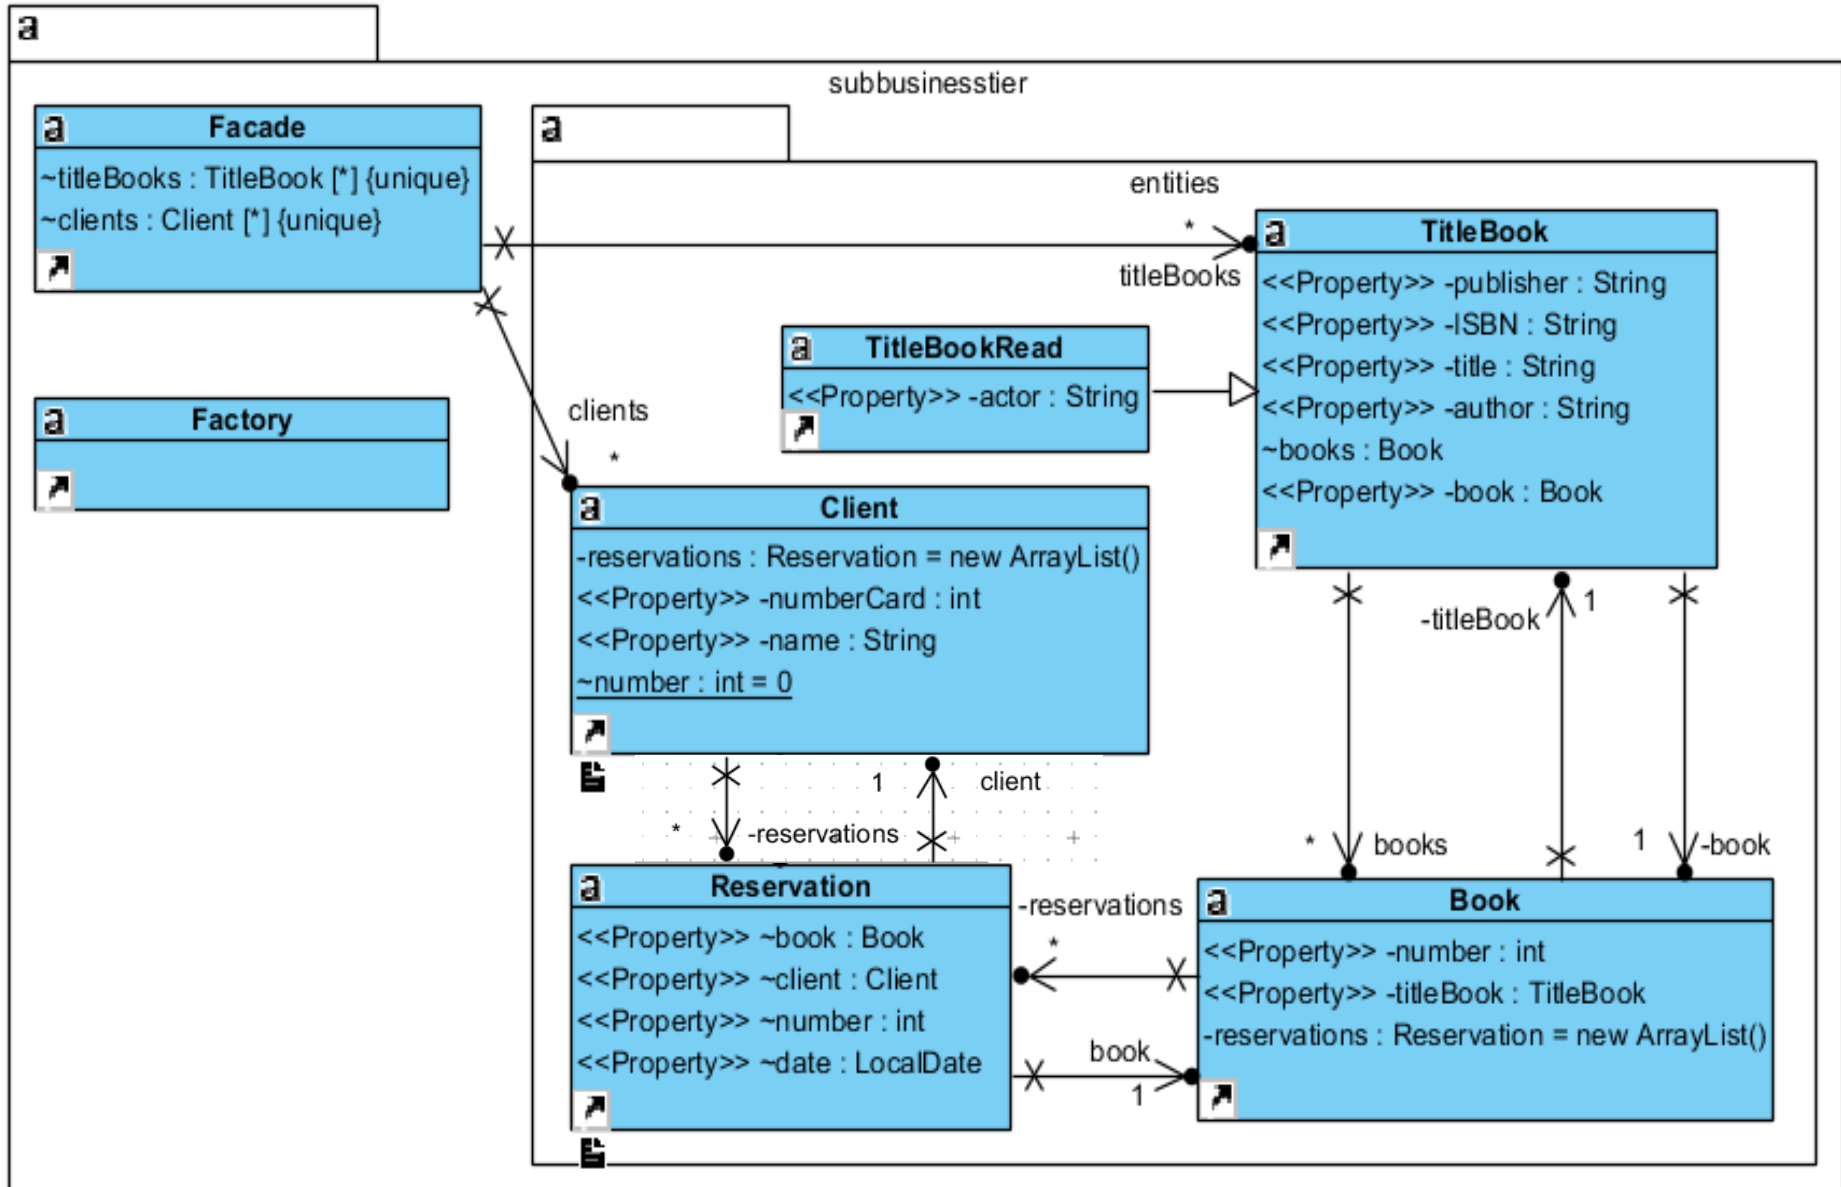 a
subbusinesstier
a Facade
~titleBooks : TitleBook [*] {unique}
~clients : Client [*] {unique}
a
entities
a TitleBook
<<Property>> -publisher : String
<<Property>> -ISBN : String
<<Property>> -title : String
<<Property>> -author : String
~books : Book
<<Property>> -book : Book
*
titleBooks
a TitleBookRead
<<Property>> -actor : String
a Factory
clients
*
a Client
-reservations : Reservation = new ArrayList()
<<Property>> -numberCard : int
<<Property>> -name : String
~number : int = 0
-titleBook 1
1 client
* -reservations
* books
1 -book
a Reservation
<<Property>> ~book : Book
<<Property>> ~client : Client
<<Property>> ~number : int
<<Property>> ~date : LocalDate
-reservations
*
book
1
a Book
<<Property>> -number : int
<<Property>> -titleBook : TitleBook
-reservations : Reservation = new ArrayList()